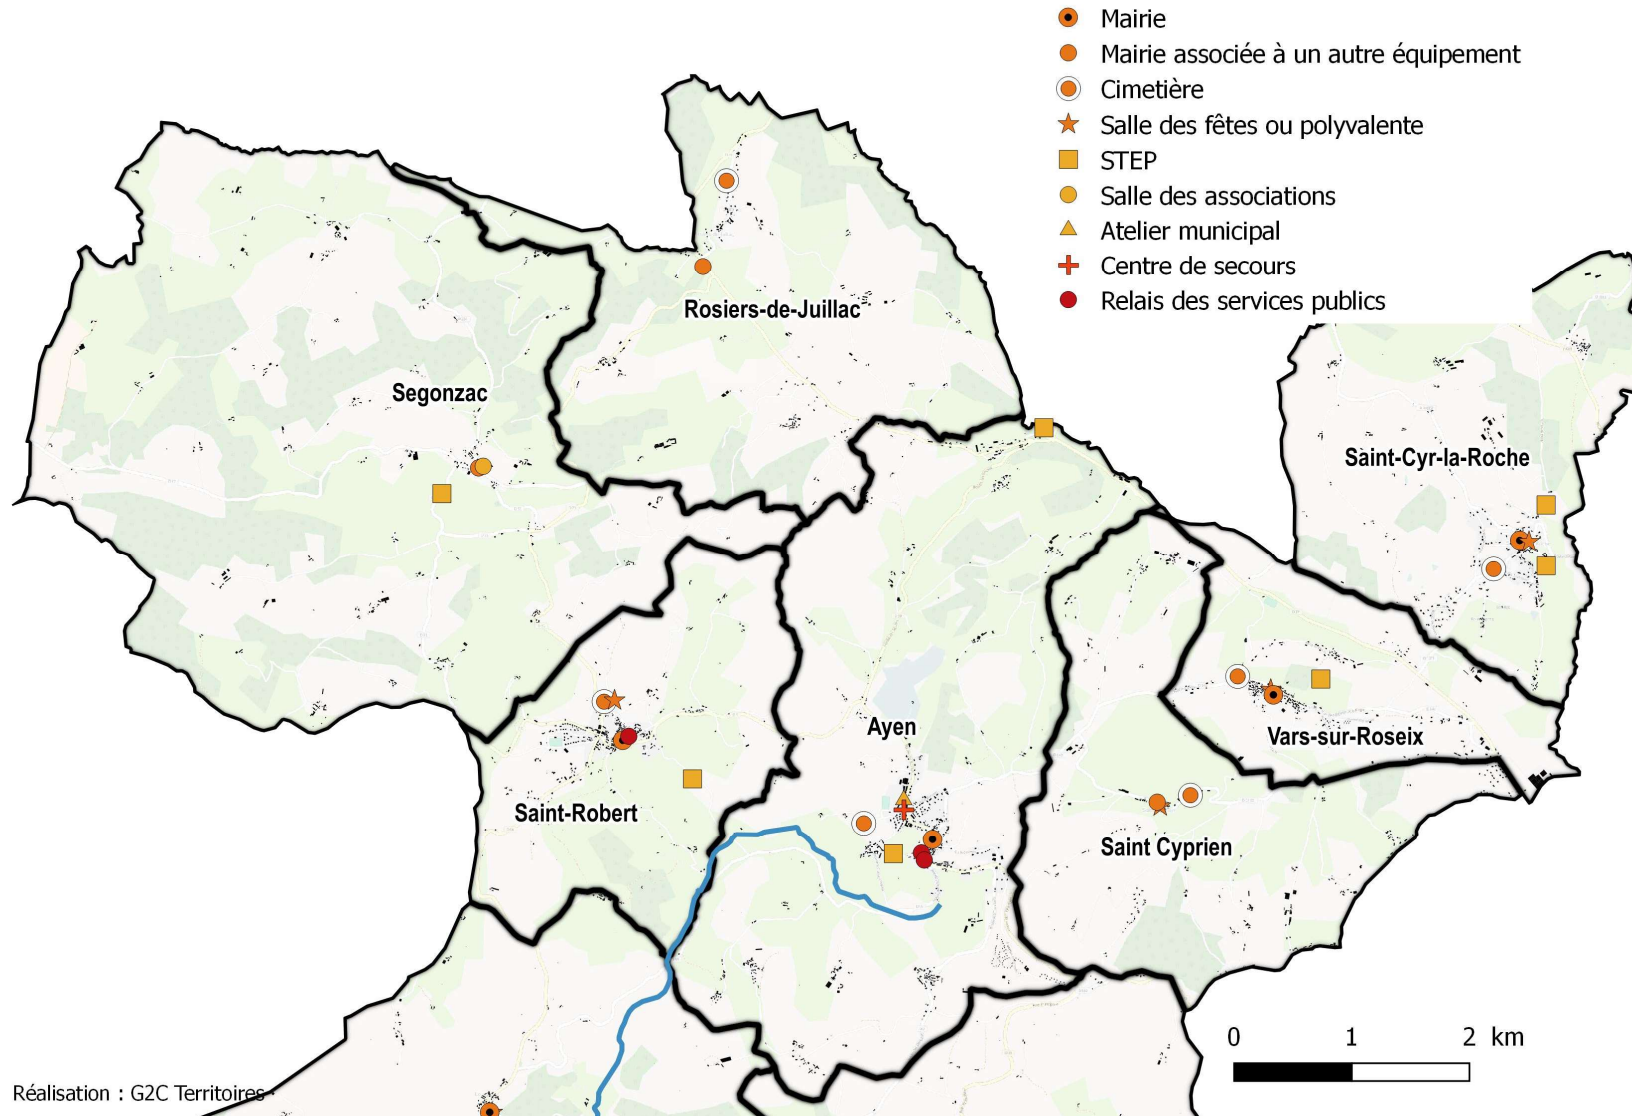 Mairie
Mairie associée à un autre équipement
Cimetière
Salle des fêtes ou polyvalente
STEP
Salle des associations
Atelier municipal
Centre de secours
Relais des services publics
Rosiers-de-Juillac
Segonzac
Saint-Cyr-la-Roche
Ayen
Vars-sur-Roseix
Saint-Robert
Saint Cyprien
0 1 2 km
Réalisation : G2C Territoires